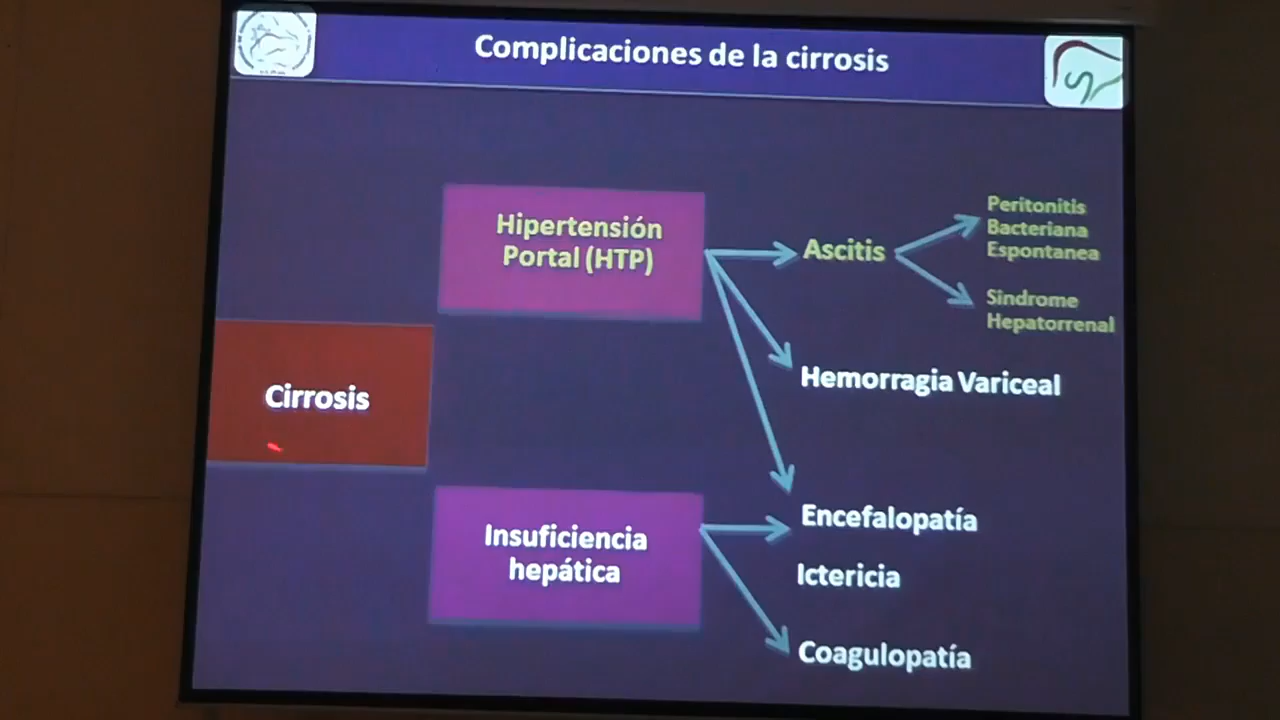 Complicaciones de la cirrosis
Hipertensión
Portal (HTP)
Ascitis
Peritonitis
Bacteriana
Espontanea
Sindrome
Hepatorrenal
Hemorragia Variceal
Cirrosis
Insuficiencia
hepática
Encefalopatía
Ictericia
Coagulopatía